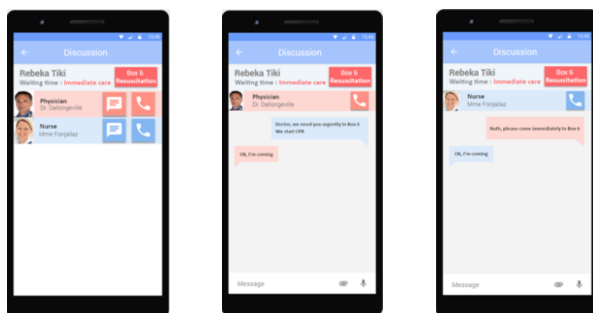 Discussion
Rebeka Tiki
Waiting time : Immediate care
Box 6
Resuscitation
Physician
Dr. Dallongeville
Nurse
Mme Fonjallaz
Discussion
Rebeka Tiki
Waiting time : Immediate care
Box 6
Resuscitation
Physician
Dr. Dallongeville
Doctor, we need you urgently in Box 6
We start CPR
Ok, I'm coming
Message
Discussion
Rebeka Tiki
Waiting time : Immediate care
Box 6
Resuscitation
Nurse
Mme Fonjallaz
Ruth, please come immediately to Box 6
Ok, I'm coming
Message